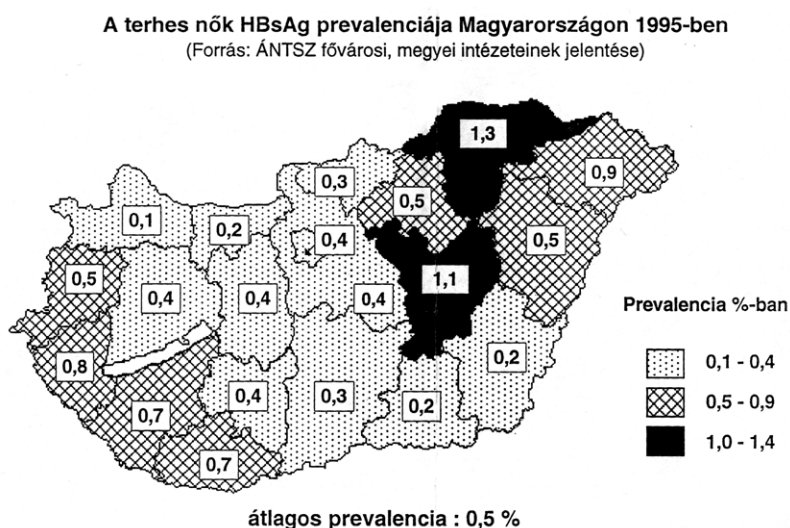 A terhes nők HBsAg prevalenciája Magyarországon 1995-ben
(Forrás: ÁNTSZ fővárosi, megyei intézeteinek jelentése)
1,3
0,3
0,9
0,1
0,2
0,5
0,4
0,5
0,5
0,4
0,4
0,4
1,1
0,8
0,2
0,4
0,3
0,2
0,7
0,7
Prevalencia %-ban
0,1 - 0,4
0,5 - 0,9
1,0 - 1,4
átlagos prevalencia : 0,5 %